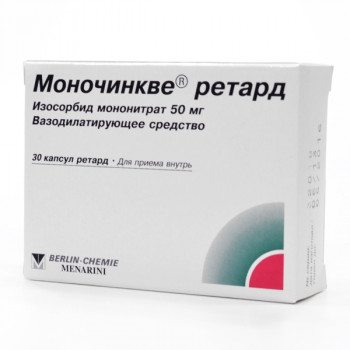 Моночинкве® ретард
Изосорбид мононитрат 50 мг
Вазодилатирующее средство
30 капсул ретард • Для приема внутрь
BERLIN-CHEMIE
MENARINI